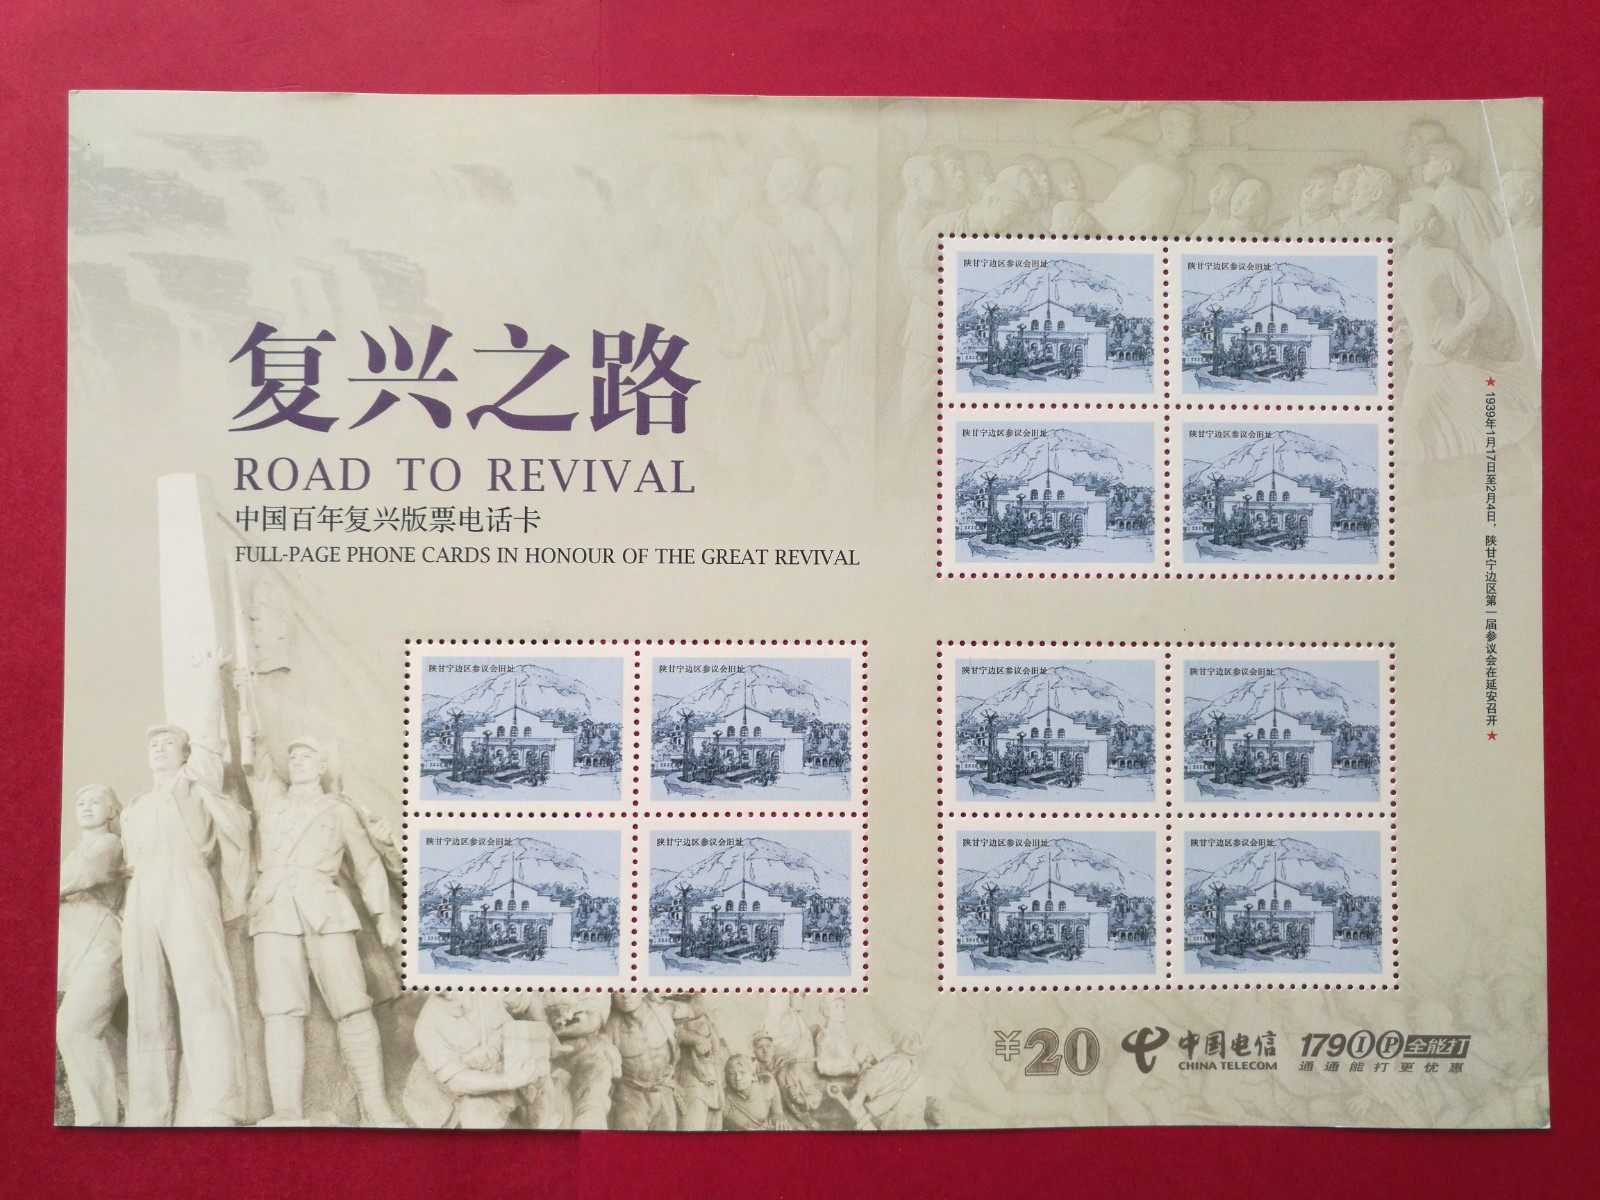 复兴之路
ROAD TO REVIVAL
中国百年复兴版票电话卡
FULL-PAGE PHONE CARDS IN HONOUR OF THE GREAT REVIVAL
陕甘宁边区参议会旧址
陕甘宁边区参议会旧址
陕甘宁边区参议会旧址
陕甘宁边区参议会旧址
★1939年1月17日至2月4日，陕甘宁边区第一届参议会在延安召开★
陕甘宁边区参议会旧址
陕甘宁边区参议会旧址
陕甘宁边区参议会旧址
陕甘宁边区参议会旧址
陕甘宁边区参议会旧址
陕甘宁边区参议会旧址
陕甘宁边区参议会旧址
陕甘宁边区参议会旧址
¥20
中国电信
CHINA TELECOM
179 IP 全能打
通通能打更优惠